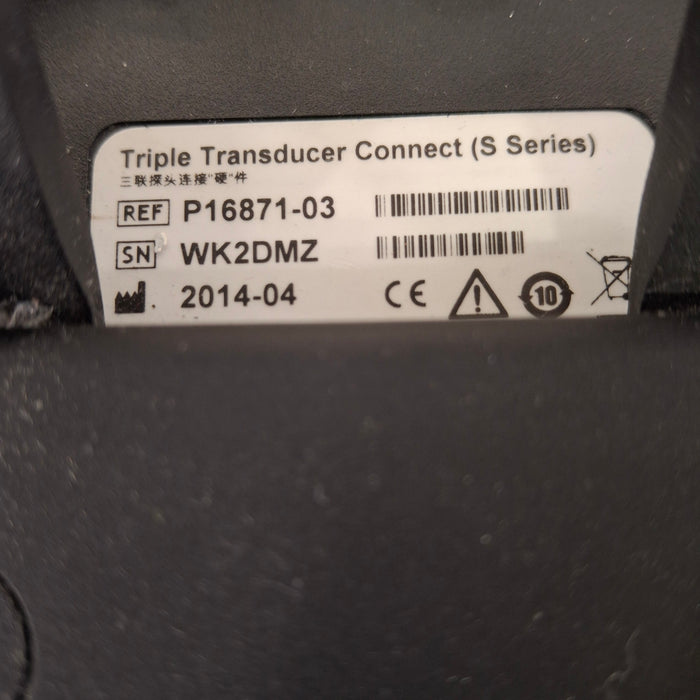 Triple Transducer Connect (S Series)
三联探头连接"硬"件
REF P16871-03
SN WK2DMZ
2014-04 CE 10